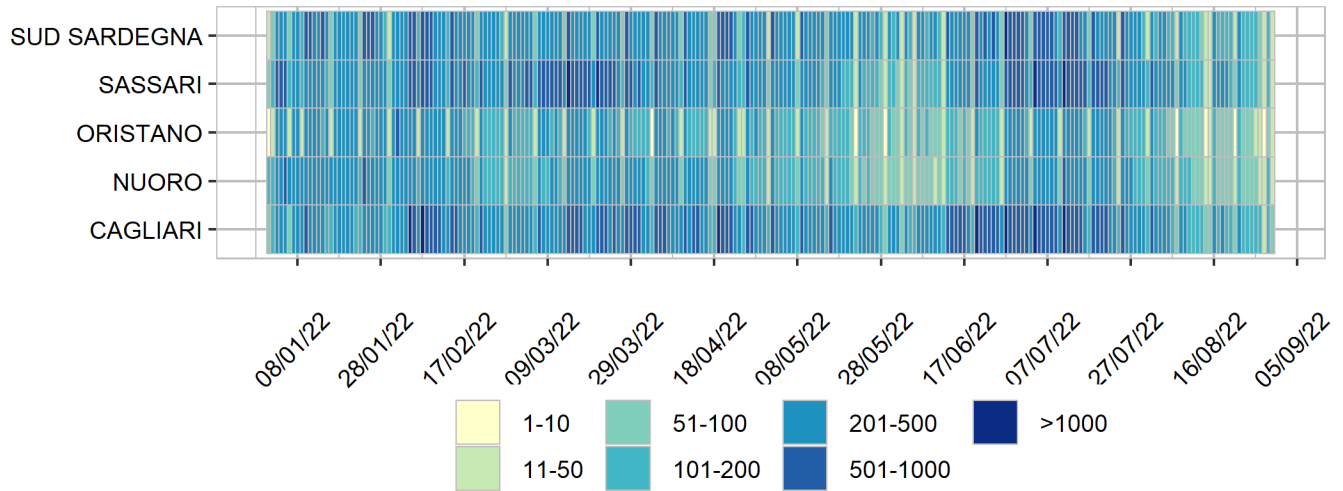 SUD SARDEGNA
SASSARI
ORISTANO
NUORO
CAGLIARI
08/01/22 28/01/22 17/02/22 09/03/22 29/03/22 18/04/22 08/05/22 28/05/22 17/06/22 07/07/22 27/07/22 16/08/22 05/09/22
1-10 51-100 201-500 >1000
11-50 101-200 501-1000